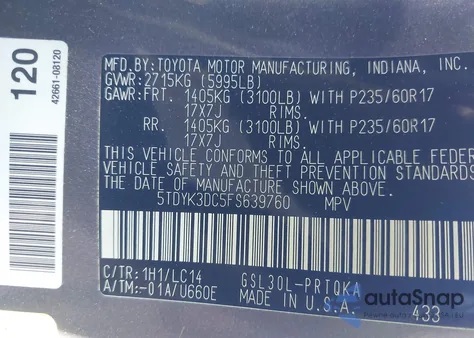 120
42661-08120
MFD.BY: TOYOTA MOTOR MANUFACTURING, INDIANA, INC.
GVWR: 2715KG (5995LB)
GAWR:FRT. 1405KG (3100LB) WITH P235/60R17
17X7J RIMS.
RR. 1405KG (3100LB) WITH P235/60R17
17X7J RIMS.
THIS VEHICLE CONFORMS TO ALL APPLICABLE FEDER
VEHICLE SAFETY AND THEFT PREVENTION STANDARDS
N THE DATE OF MANUFACTURE SHOWN ABOVE.
5TDYK3DC5FS639760 MPV
C/TR: 1H1/LC14 GSL30L-PRTQKA
A/TM:-01A/U660E MADE IN U.S.A. 433
autoSnap